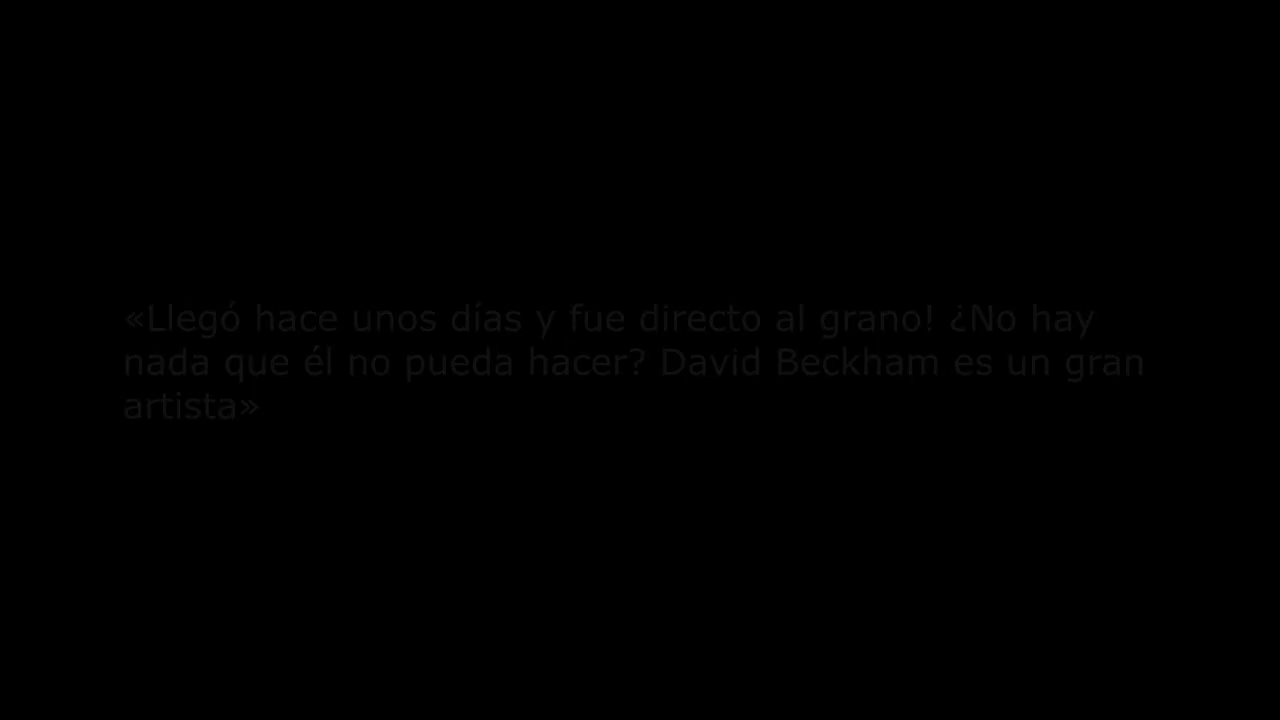 «Llegó hace unos días y fue directo al grano! ¿No hay
nada que él no pueda hacer? David Beckham es un gran
artista»